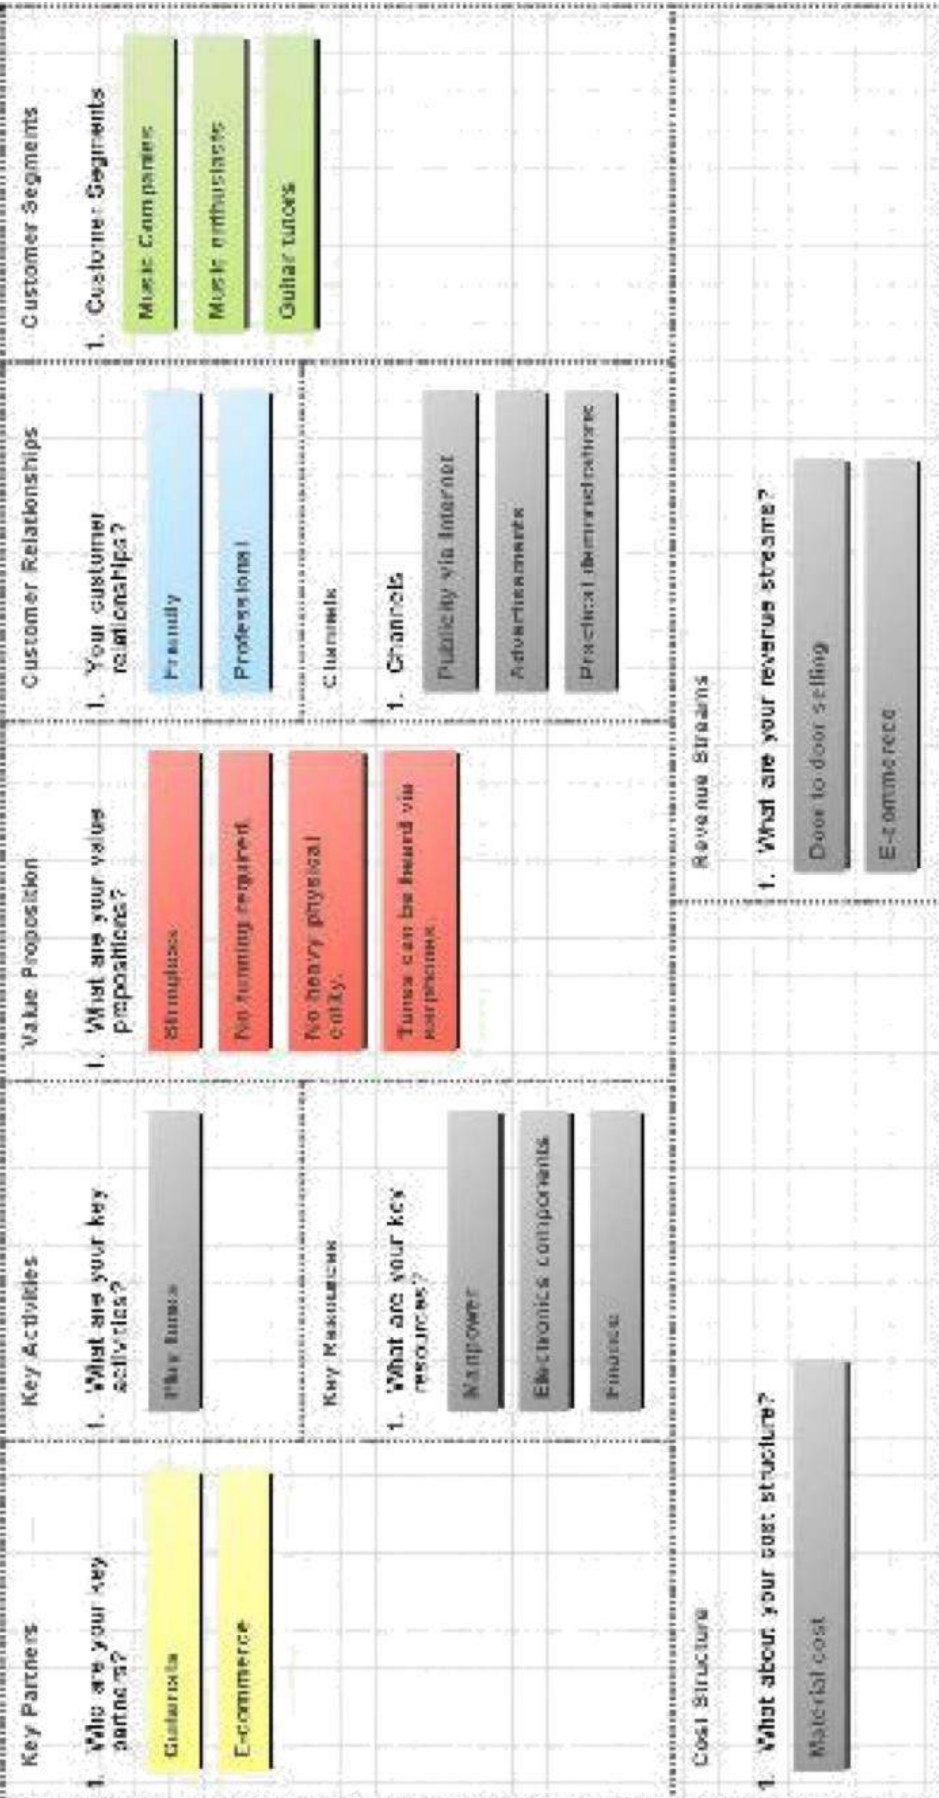 Key Partners
1. Who are your key
partners?
Guitarists
E-commerce
Key Activities
1. What are your key
activities?
Play tunes
Key Resources
1. What are your key
resources?
Manpower
Electronics components
Finance
Value Proposition
1. What are your value
propositions?
Stringless
No tunning required.
No heavy physical
entity.
Tunes can be heard via
earphones.
Customer Relationships
1. Your customer
relationships?
Friendly
Professional
Channels
1. Channels
Publicity via Internet
Advertisements
Practical demonstrations
Customer Segments
1. Customer Segments
Music Companies
Music enthusiasts
Guitar tutors
Cost Structure
1. What about your cost structure?
Material cost
Revenue Streams
1. What are your revenue streams?
Door to door selling
E-commerece